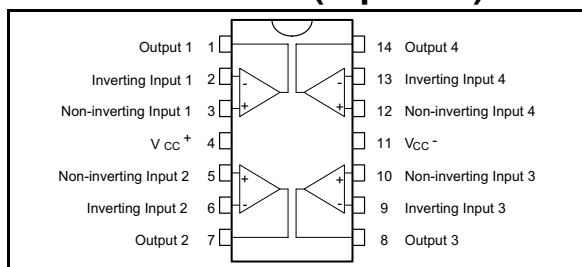 Output 1 1 14 Output 4
Inverting Input 1 2 - - 13 Inverting Input 4
Non-inverting Input 1 3 + + 12 Non-inverting Input 4
VCC + 4 11 VCC -
Non-inverting Input 2 5 + + 10 Non-inverting Input 3
Inverting Input 2 6 - - 9 Inverting Input 3
Output 2 7 8 Output 3